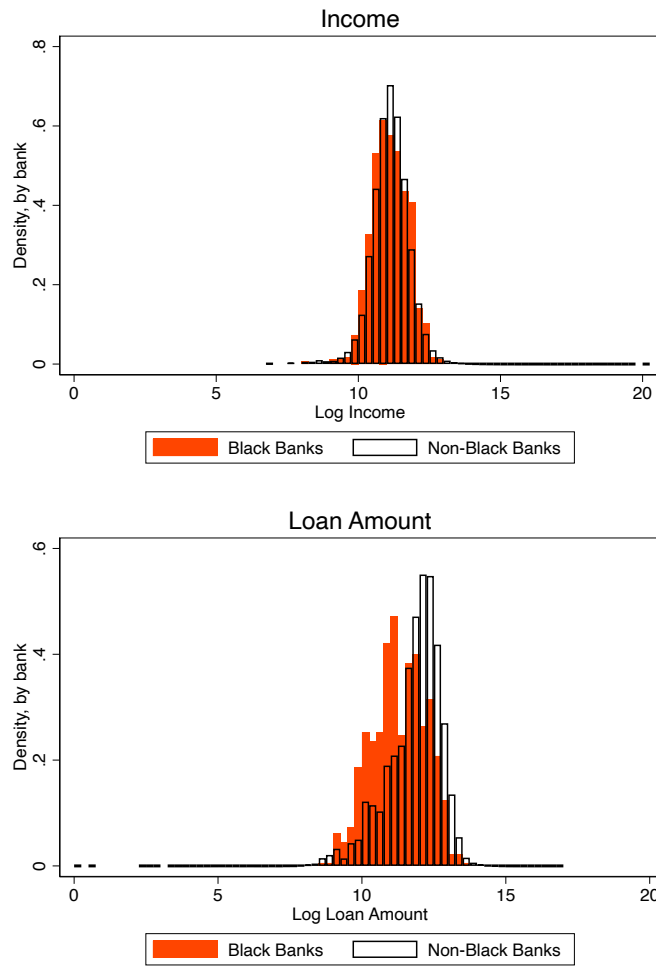 Income
Density, by bank
0 .2 .4 .6 .8
0 5 10 15 20
Log Income
Black Banks Non-Black Banks
Loan Amount
Density, by bank
0 .2 .4 .6
0 5 10 15 20
Log Loan Amount
Black Banks Non-Black Banks